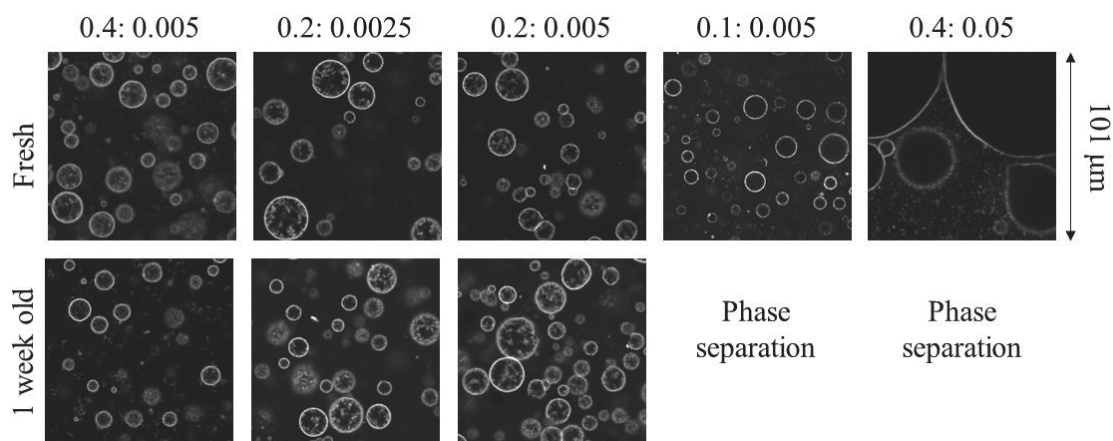 0.4: 0.005
0.2: 0.0025
0.2: 0.005
0.1: 0.005
0.4: 0.05
Fresh
101 μm
1 week old
Phase
separation
Phase
separation